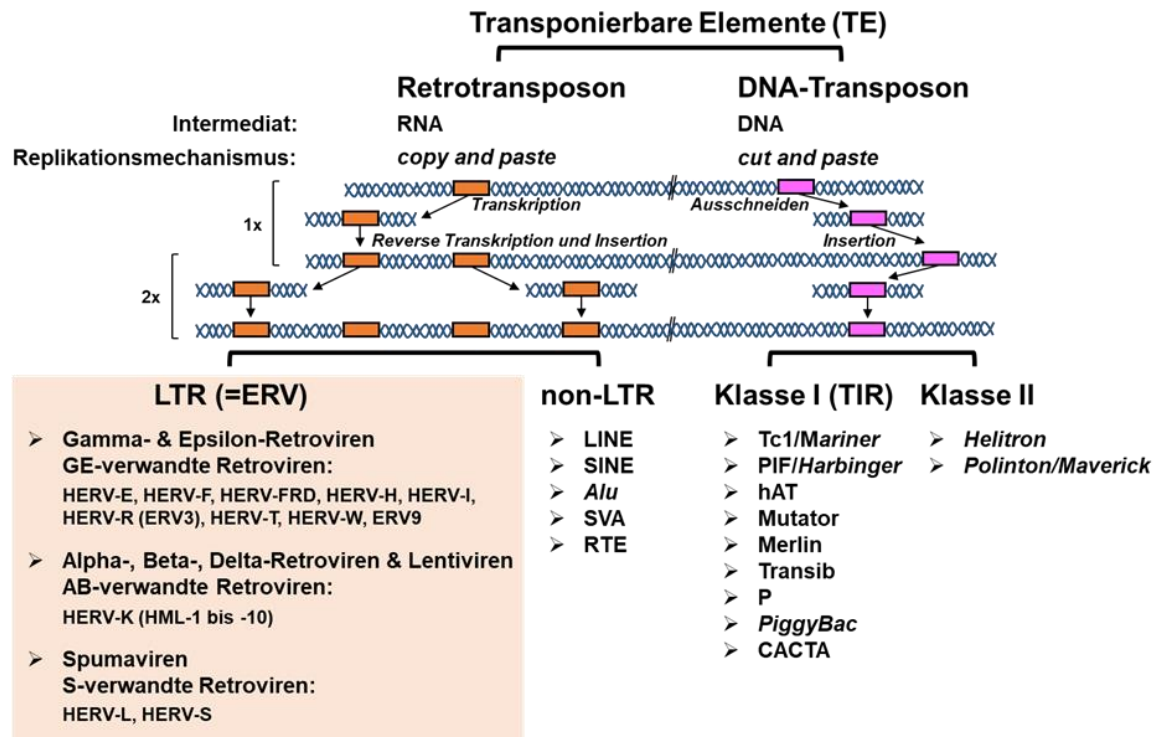 Transponierbare Elemente (TE)
Retrotransposon
DNA-Transposon
Intermediat:
RNA
DNA
Replikationsmechanismus:
copy and paste
cut and paste
Transkription
Ausschneiden
1x
Reverse Transkription und Insertion
Insertion
2x
LTR (=ERV)
➢ Gamma- & Epsilon-Retroviren
GE-verwandte Retroviren:
HERV-E, HERV-F, HERV-FRD, HERV-H, HERV-I,
HERV-R (ERV3), HERV-T, HERV-W, ERV9
➢ Alpha-, Beta-, Delta-Retroviren & Lentiviren
AB-verwandte Retroviren:
HERV-K (HML-1 bis -10)
➢ Spumaviren
S-verwandte Retroviren:
HERV-L, HERV-S
non-LTR
➢ LINE
➢ SINE
➢ Alu
➢ SVA
➢ RTE
Klasse I (TIR)
➢ Tc1/Mariner
➢ PIF/Harbinger
➢ hAT
➢ Mutator
➢ Merlin
➢ Transib
➢ P
➢ PiggyBac
➢ CACTA
Klasse II
➢ Helitron
➢ Polinton/Maverick